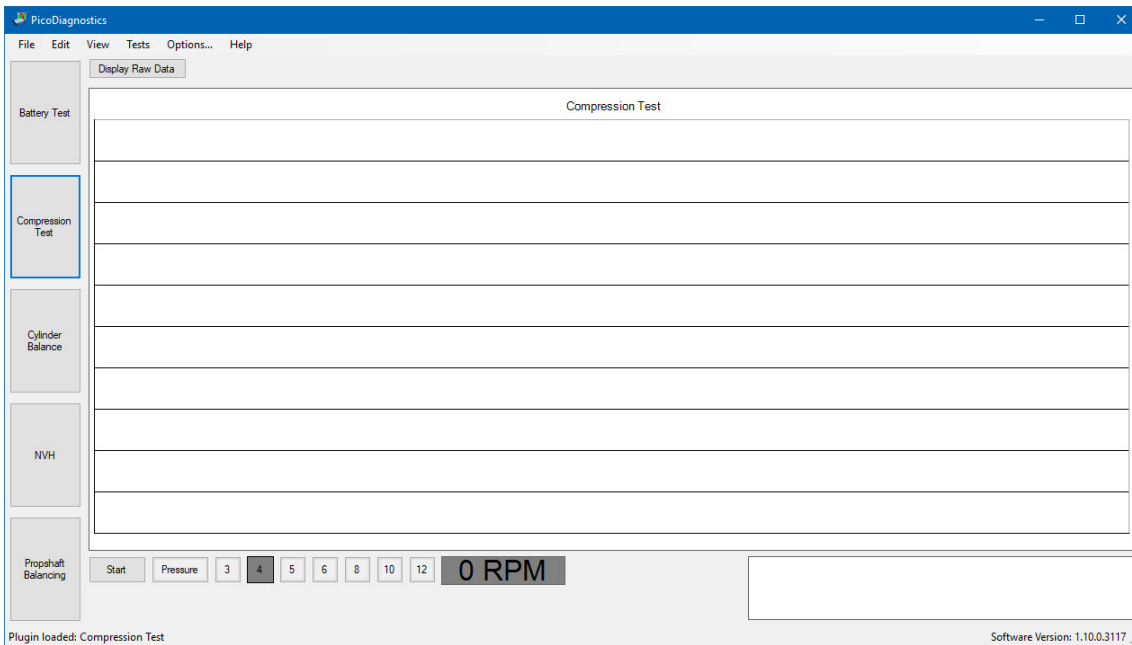 PicoDiagnostics
File Edit View Tests Options... Help
Display Raw Data
Battery Test
Compression Test
Compression
Test
Cylinder
Balance
NVH
Propshaft
Balancing
Start Pressure 3 4 5 6 8 10 12 0 RPM
Plugin loaded: Compression Test Software Version: 1.10.0.3117